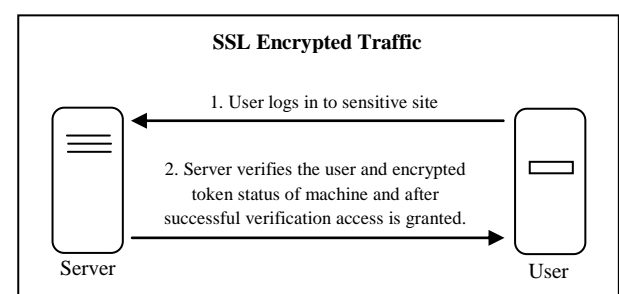 SSL Encrypted Traffic
1. User logs in to sensitive site
2. Server verifies the user and encrypted
token status of machine and after
successful verification access is granted.
Server
User